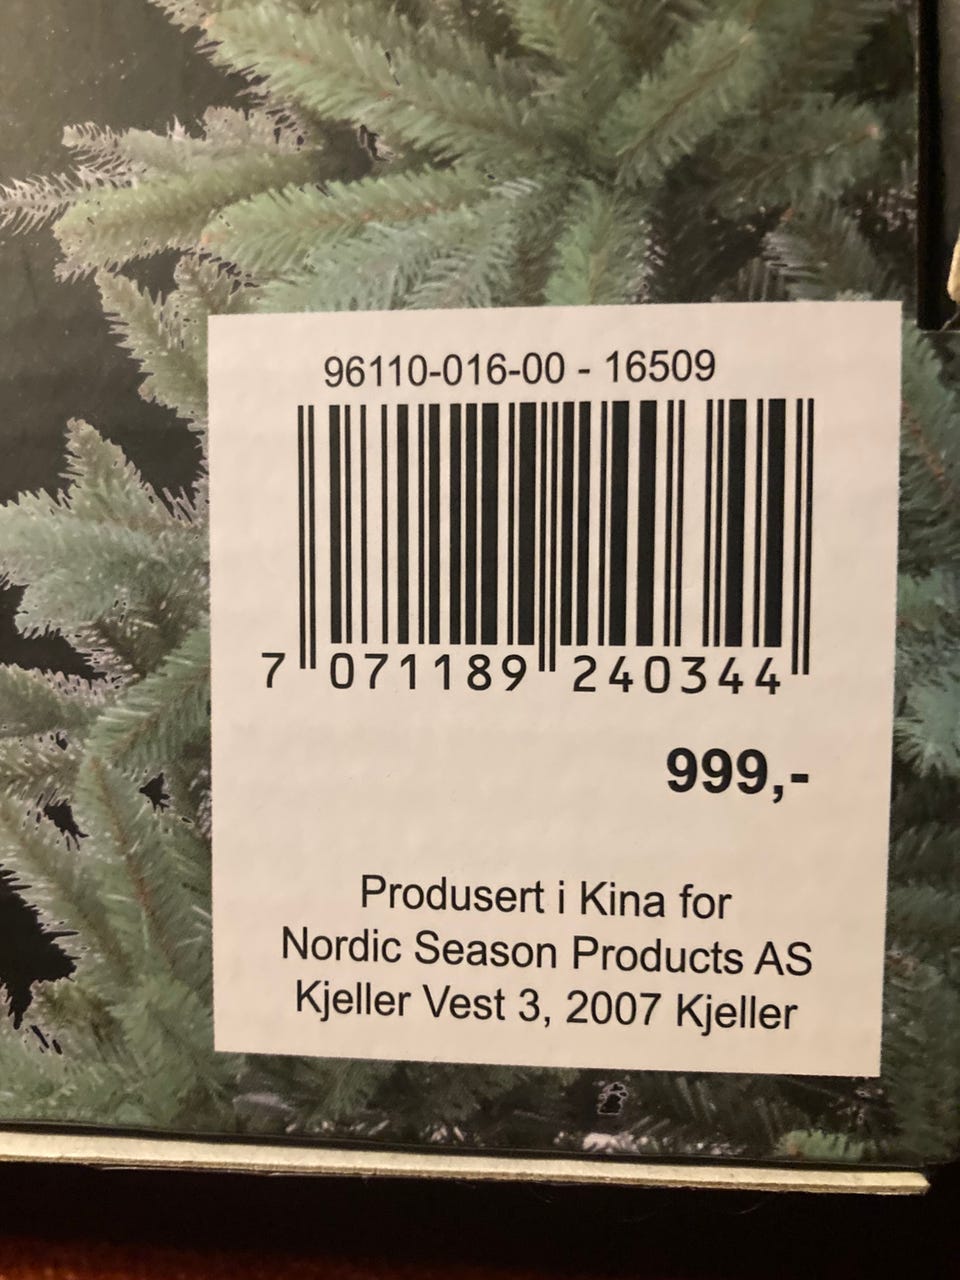 96110-016-00 - 16509
7 071189 240344
999,-
Produsert i Kina for
Nordic Season Products AS
Kjeller Vest 3, 2007 Kjeller